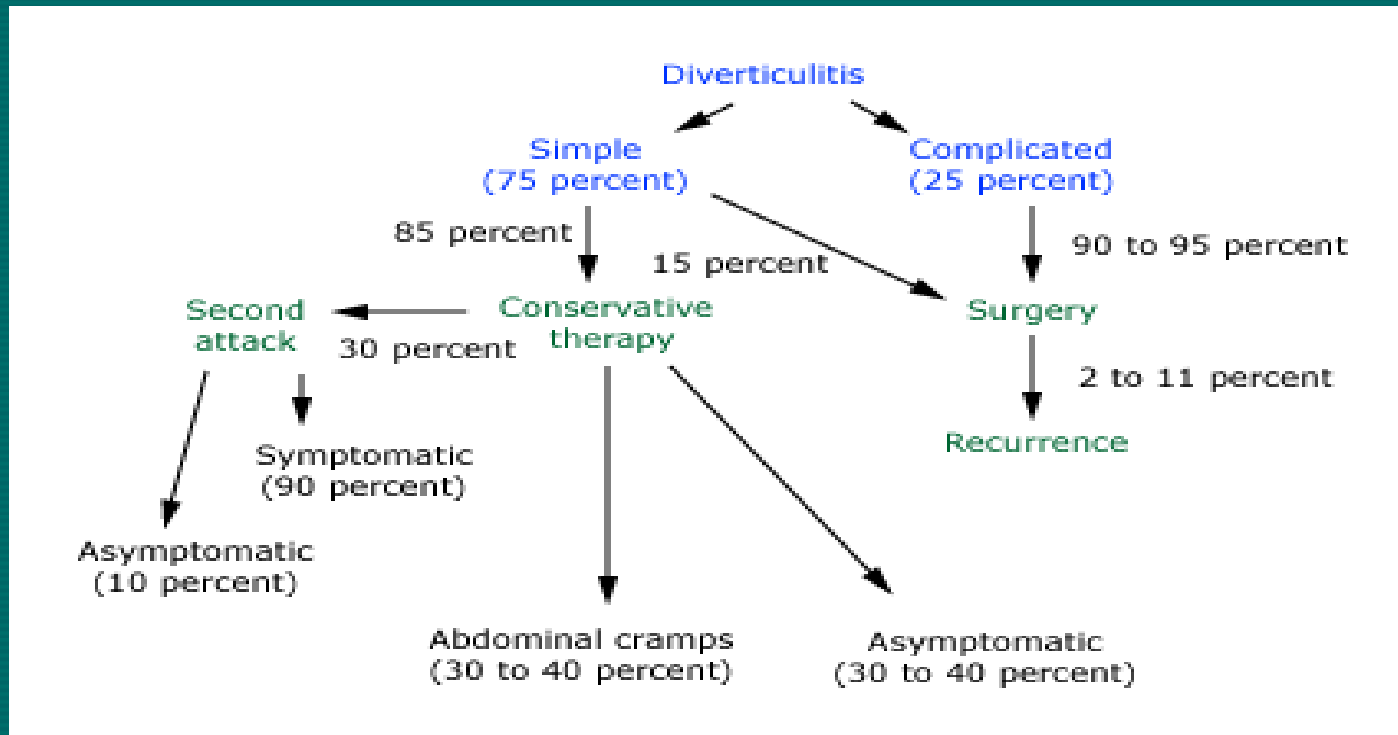 Diverticulitis
Simple
(75 percent)
Complicated
(25 percent)
85 percent
15 percent
90 to 95 percent
Second
attack
30 percent
Conservative
therapy
Surgery
2 to 11 percent
Recurrence
Symptomatic
(90 percent)
Asymptomatic
(10 percent)
Abdominal cramps
(30 to 40 percent)
Asymptomatic
(30 to 40 percent)